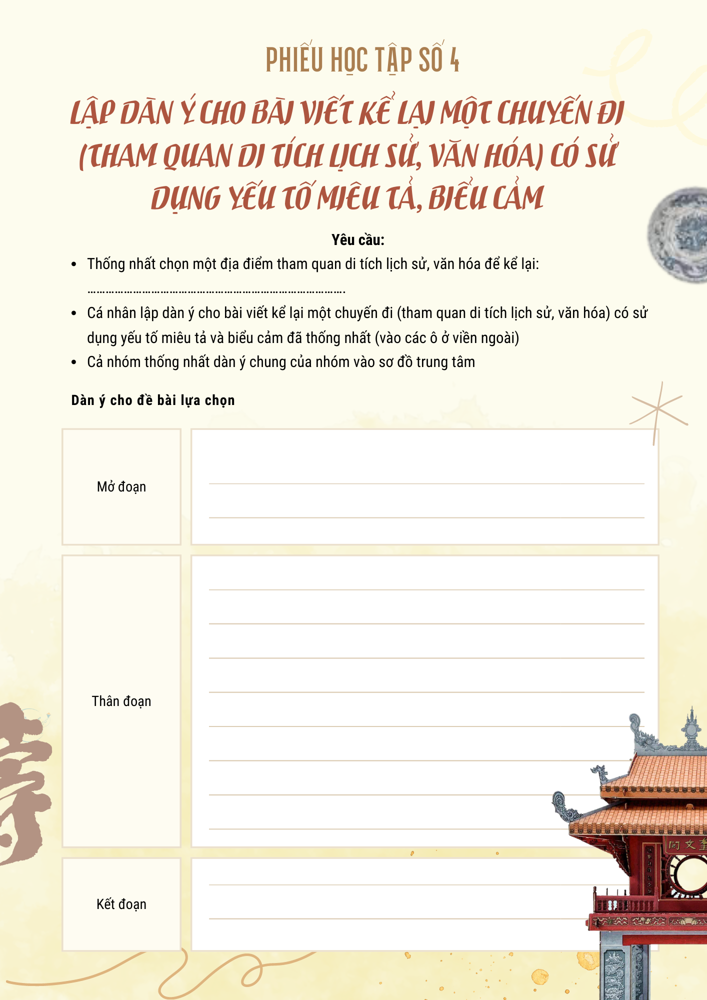 PHIẾU HỌC TẬP SỐ 4
LẬP DÀN Ý CHO BÀI VIẾT KỂ LẠI MỘT CHUYẾN ĐI
(THAM QUAN DI TÍCH LỊCH SỬ, VĂN HÓA) CÓ SỬ
DỤNG YẾU TỐ MIÊU TẢ, BIỂU CẢM
Yêu cầu:
• Thống nhất chọn một địa điểm tham quan di tích lịch sử, văn hóa để kể lại:
………………………………………………………………………….
• Cá nhân lập dàn ý cho bài viết kể lại một chuyến đi (tham quan di tích lịch sử, văn hóa) có sử
dụng yếu tố miêu tả và biểu cảm đã thống nhất (vào các ô ở viền ngoài)
• Cả nhóm thống nhất dàn ý chung của nhóm vào sơ đồ trung tâm
Dàn ý cho đề bài lựa chọn
Mở đoạn
Thân đoạn
Kết đoạn
閣文奎